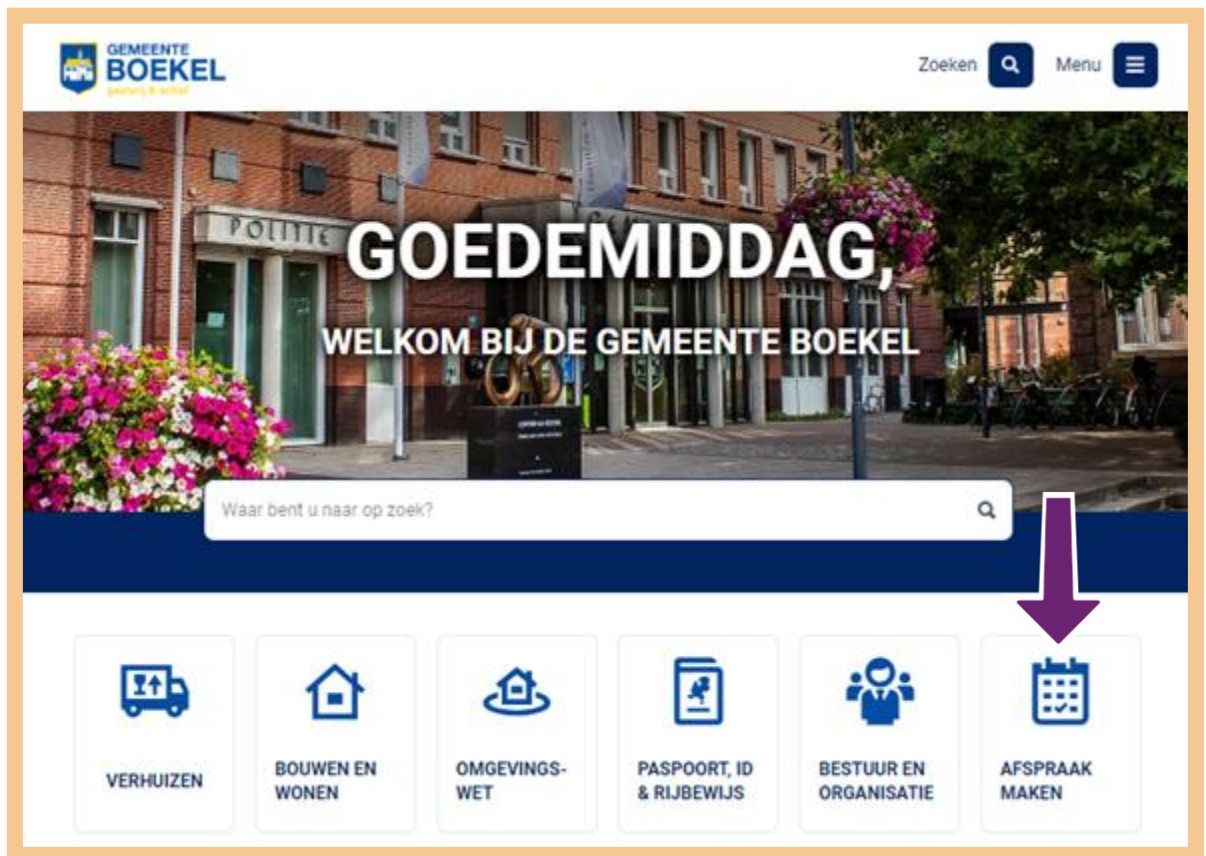 GEMEENTE
BOEKEL
Zoeken
Menu
POLITIE
GOEDEMIDDAG,
WELKOM BIJ DE GEMEENTE BOEKEL
Waar bent u naar op zoek?
VERHUIZEN
BOUWEN EN
WONEN
OMGEVINGS-
WET
PASPOORT, ID
& RIJBEWIJS
BESTUUR EN
ORGANISATIE
AFSPRAAK
MAKEN